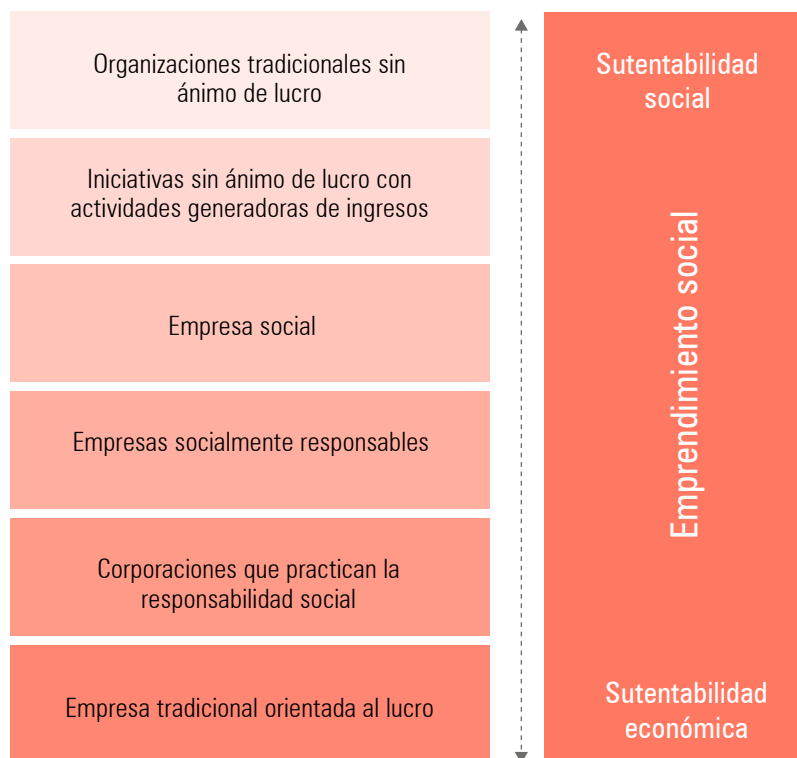 Organizaciones tradicionales sin
ánimo de lucro
Iniciativas sin ánimo de lucro con
actividades generadoras de ingresos
Empresa social
Empresas socialmente responsables
Corporaciones que practican la
responsabilidad social
Empresa tradicional orientada al lucro
Sutentabilidad
social
Emprendimiento social
Sutentabilidad
económica